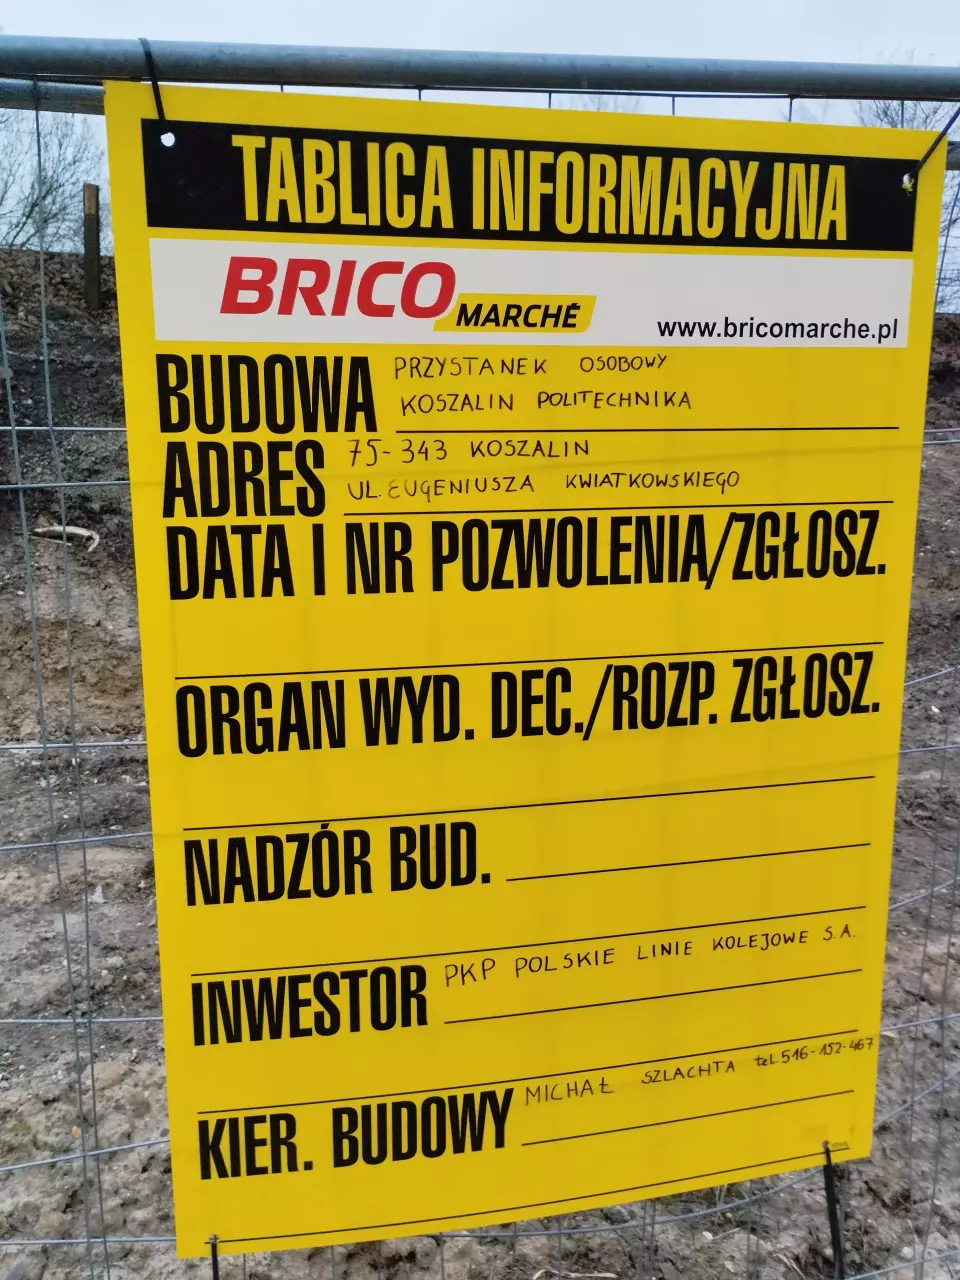 TABLICA INFORMACYJNA
BRICO MARCHÉ www.bricomarche.pl
BUDOWA PRZYSTANEK OSOBOWY
KOSZALIN POLITECHNIKA
ADRES 75-343 KOSZALIN
UL. EUGENIUSZA KWIATKOWSKIEGO
DATA I NR POZWOLENIA/ZGŁOSZ.
ORGAN WYD. DEC./ROZP. ZGŁOSZ.
NADZÓR BUD.
INWESTOR PKP POLSKIE LINIE KOLEJOWE S.A.
KIER. BUDOWY MICHAŁ SZLACHTA tel. 516-152-467